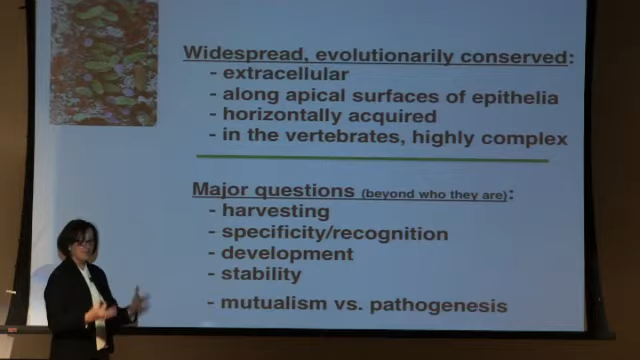 Widespread, evolutionarily conserved:
- extracellular
- along apical surfaces of epithelia
- horizontally acquired
- in the vertebrates, highly complex
Major questions (beyond who they are):
- harvesting
- specificity/recognition
- development
- stability
- mutualism vs. pathogenesis